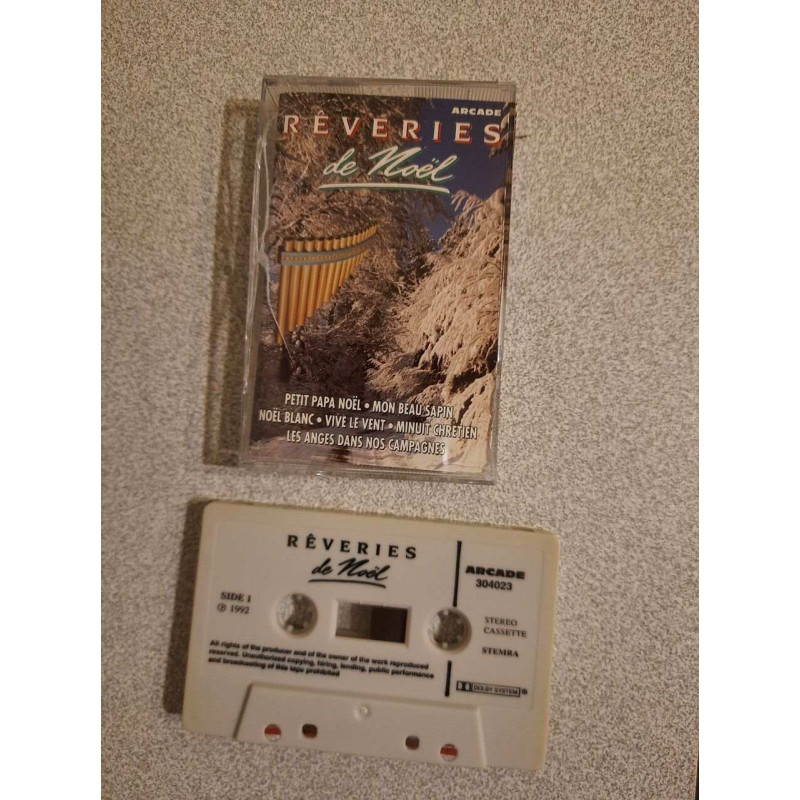 ARCADE
RÊVERIES
de Noël
PETIT PAPA NOËL • MON BEAU SAPIN
NOËL BLANC • VIVE LE VENT • MINUIT CHRETIEN
LES ANGES DANS NOS CAMPAGNES
RÊVERIES
de Noël
ARCADE
304023
SIDE 1
℗ 1992
STEREO
CASSETTE
STEMRA
All rights of the producer and of the owner of the work reproduced
reserved. Unauthorised copying, hiring, lending, public performance
and broadcasting of this tape prohibited
DOLBY SYSTEM ®